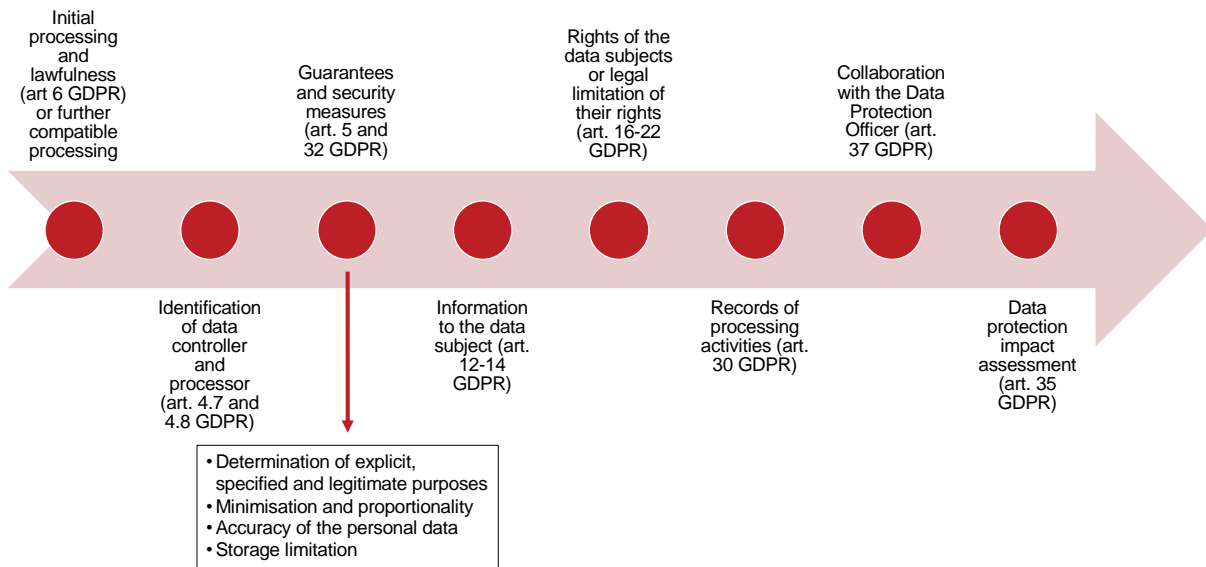 Initial
processing
and
lawfulness
(art 6 GDPR)
or further
compatible
processing
Identification
of data
controller
and
processor
(art. 4.7 and
4.8 GDPR)
Guarantees
and security
measures
(art. 5 and
32 GDPR)
• Determination of explicit,
specified and legitimate purposes
• Minimisation and proportionality
• Accuracy of the personal data
• Storage limitation
Information
to the data
subject (art.
12-14
GDPR)
Rights of the
data subjects
or legal
limitation of
their rights
(art. 16-22
GDPR)
Records of
processing
activities (art.
30 GDPR)
Collaboration
with the Data
Protection
Officer (art.
37 GDPR)
Data
protection
impact
assessment
(art. 35
GDPR)